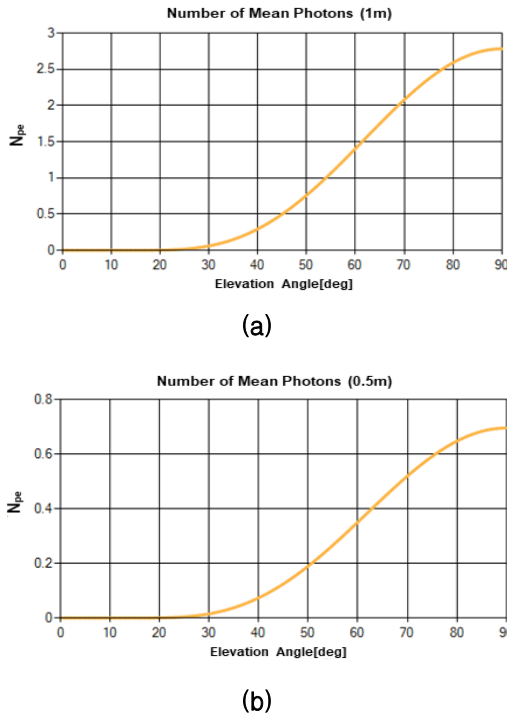 Number of Mean Photons (1m)
3
2.5
2
1.5
1
0.5
0
Npe
0 10 20 30 40 50 60 70 80 90
Elevation Angle[deg]
(a)
Number of Mean Photons (0.5m)
0.8
0.6
0.4
0.2
0
Npe
0 10 20 30 40 50 60 70 80 90
Elevation Angle[deg]
(b)